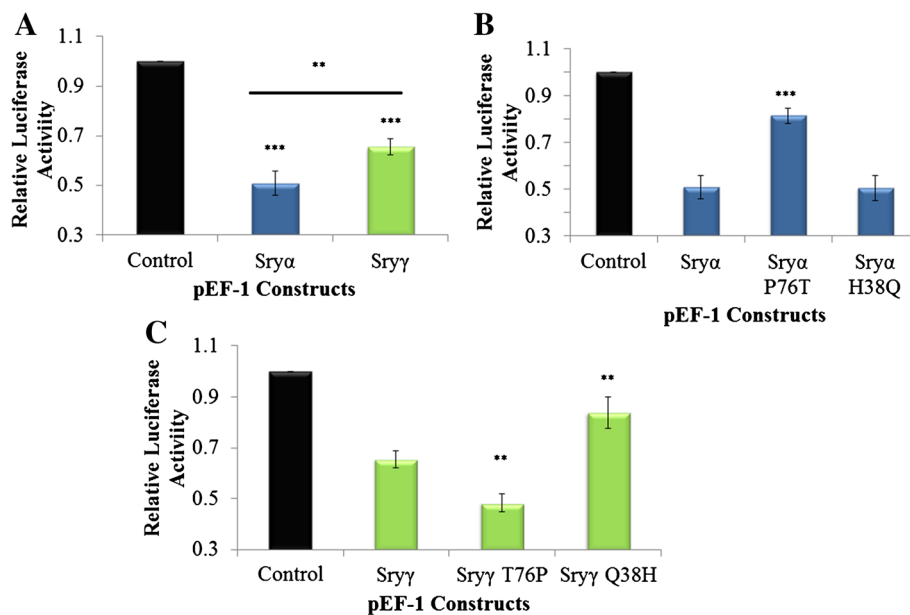 A
Relative Luciferase
Activiity
1.1
0.9
0.7
0.5
0.3
**
***
***
Control
Sryα
Sryγ
pEF-1 Constructs
B
Relative Luciferase
Activity
1.1
0.9
0.7
0.5
0.3
***
Control
Sryα
Sryα
P76T
Sryα
H38Q
pEF-1 Constructs
C
Relative Luciferase
Activiity
1.1
0.9
0.7
0.5
0.3
**
**
Control
Sryγ
Sryγ T76P
Sryγ Q38H
pEF-1 Constructs